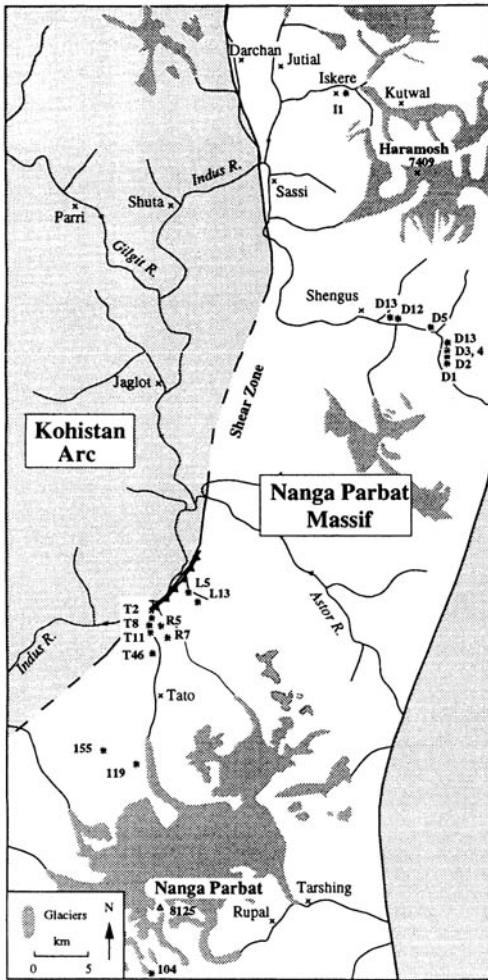 Darchan
Jutial
Iskere
I1
Kutwal
Haramosh
7409
Indus R.
Sassi
Shuta
Parri
Gilgit R.
Shengus
D13
D12
D5
D13
D3, 4
D2
D1
Jaglot
Shear Zone
Kohistan
Arc
Nanga Parbat
Massif
L5
L13
Astor R.
T2
T8
R5
T11
R7
T46
Indus R.
Tato
155
119
Nanga Parbat
8125
Tarshing
Rupal
104
Glaciers
N
0 5
km